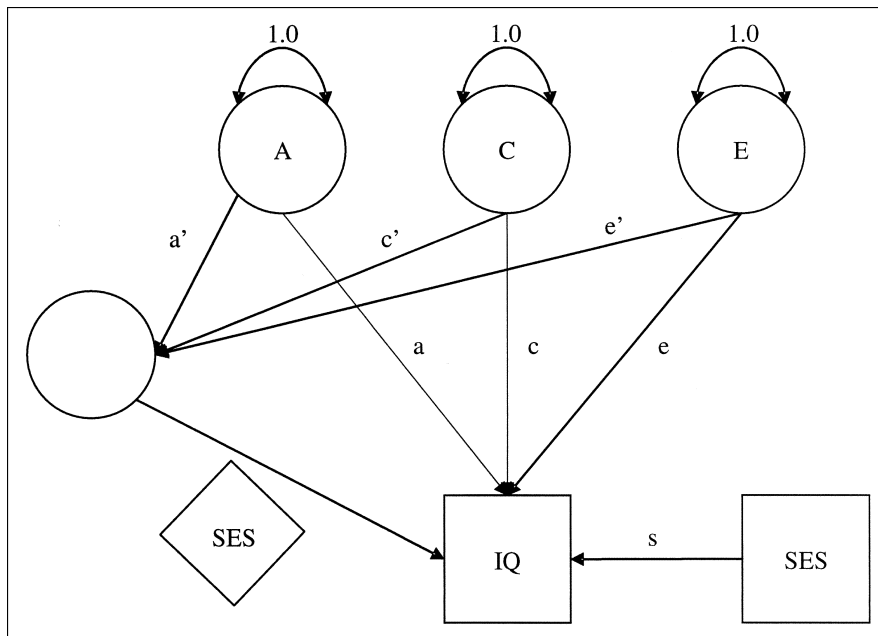 1.0 1.0 1.0
A C E
a’ c’ e’
a c e
SES IQ s SES